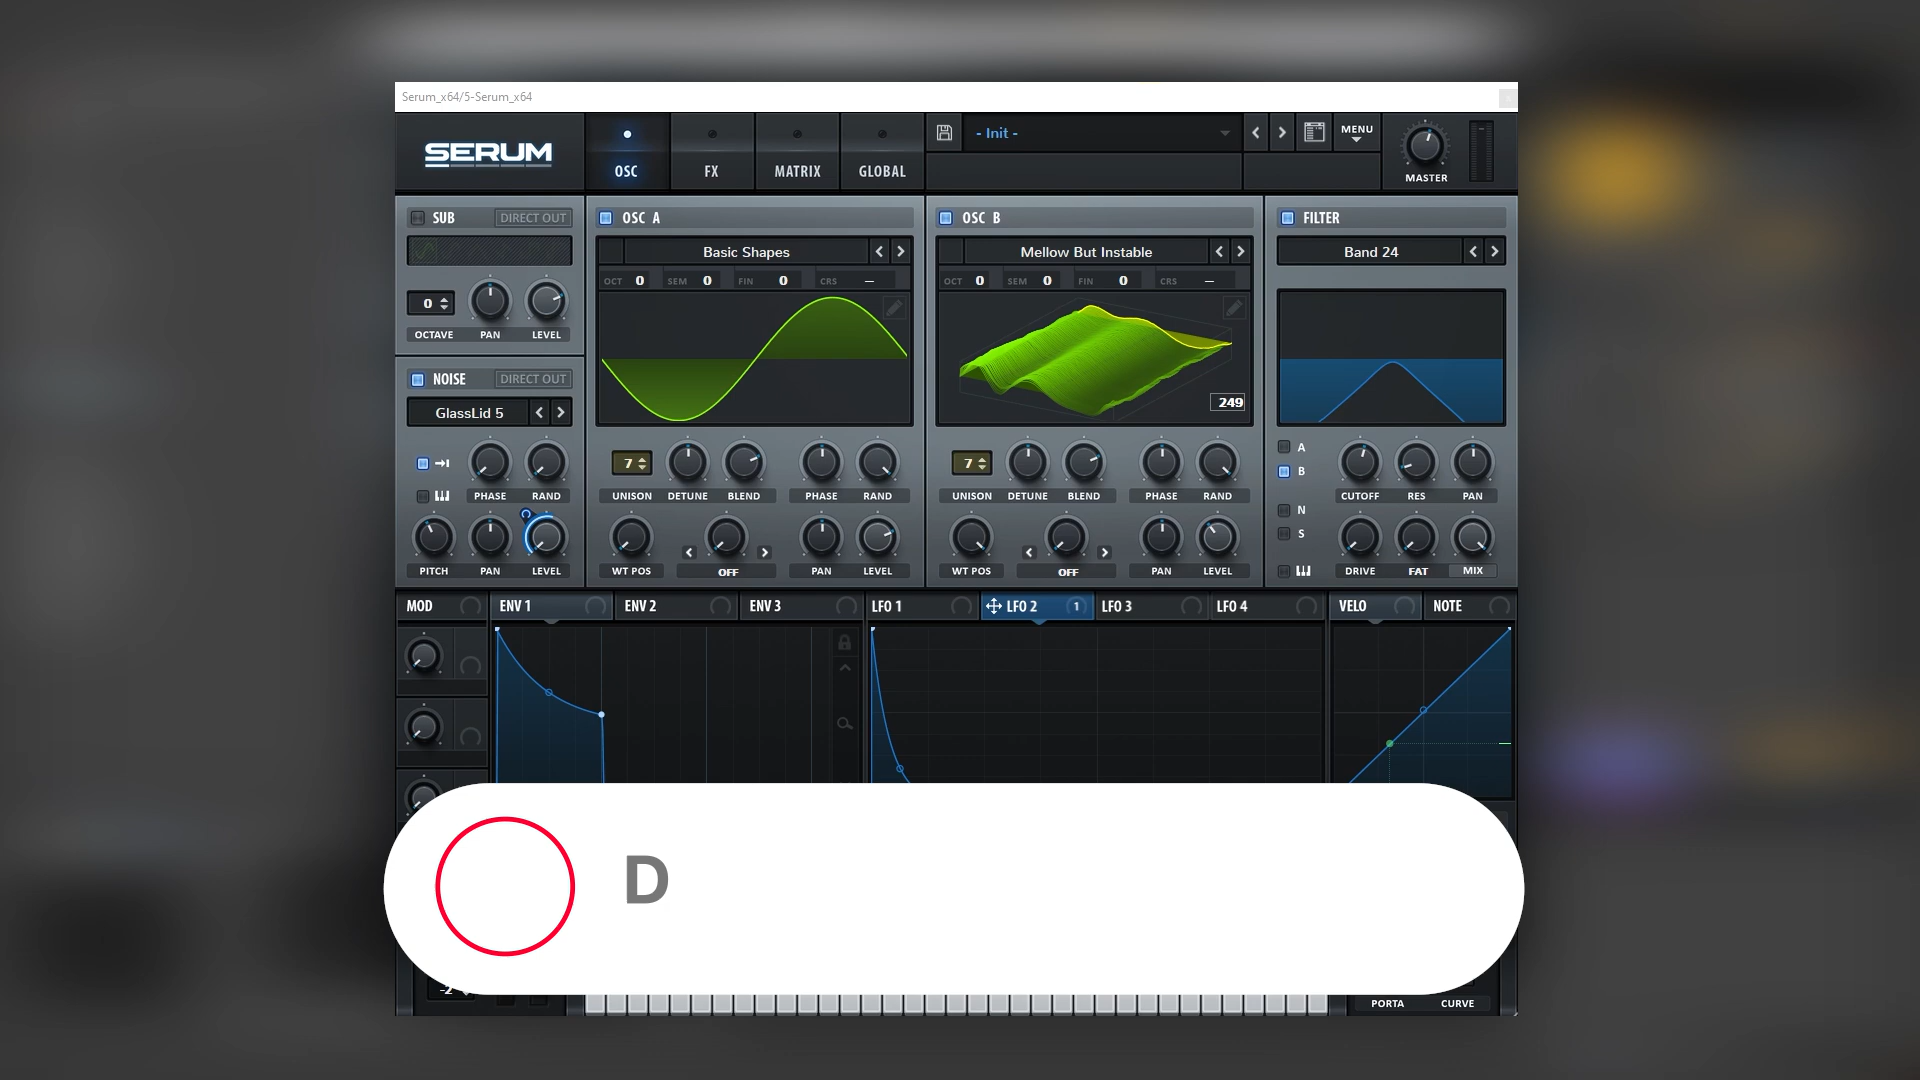 Serum_x64/5-Serum_x64
SERUM
OSC
FX
MATRIX
GLOBAL
- Init -
MENU
MASTER
SUB
DIRECT OUT
OSC A
OSC B
FILTER
Basic Shapes
Mellow But Instable
Band 24
OCT 0 SEM 0 FIN 0 CRS –
OCT 0 SEM 0 FIN 0 CRS –
0
OCTAVE PAN LEVEL
NOISE
DIRECT OUT
GlassLid 5
249
A
B
N
S
7
7
PHASE RAND
UNISON DETUNE BLEND PHASE RAND
UNISON DETUNE BLEND PHASE RAND
CUTOFF RES PAN
PITCH PAN LEVEL
WT POS OFF PAN LEVEL
WT POS OFF PAN LEVEL
DRIVE FAT MIX
MOD
ENV 1
ENV 2
ENV 3
LFO 1
LFO 2 1
LFO 3
LFO 4
VELO
NOTE
D
-2
PORTA CURVE